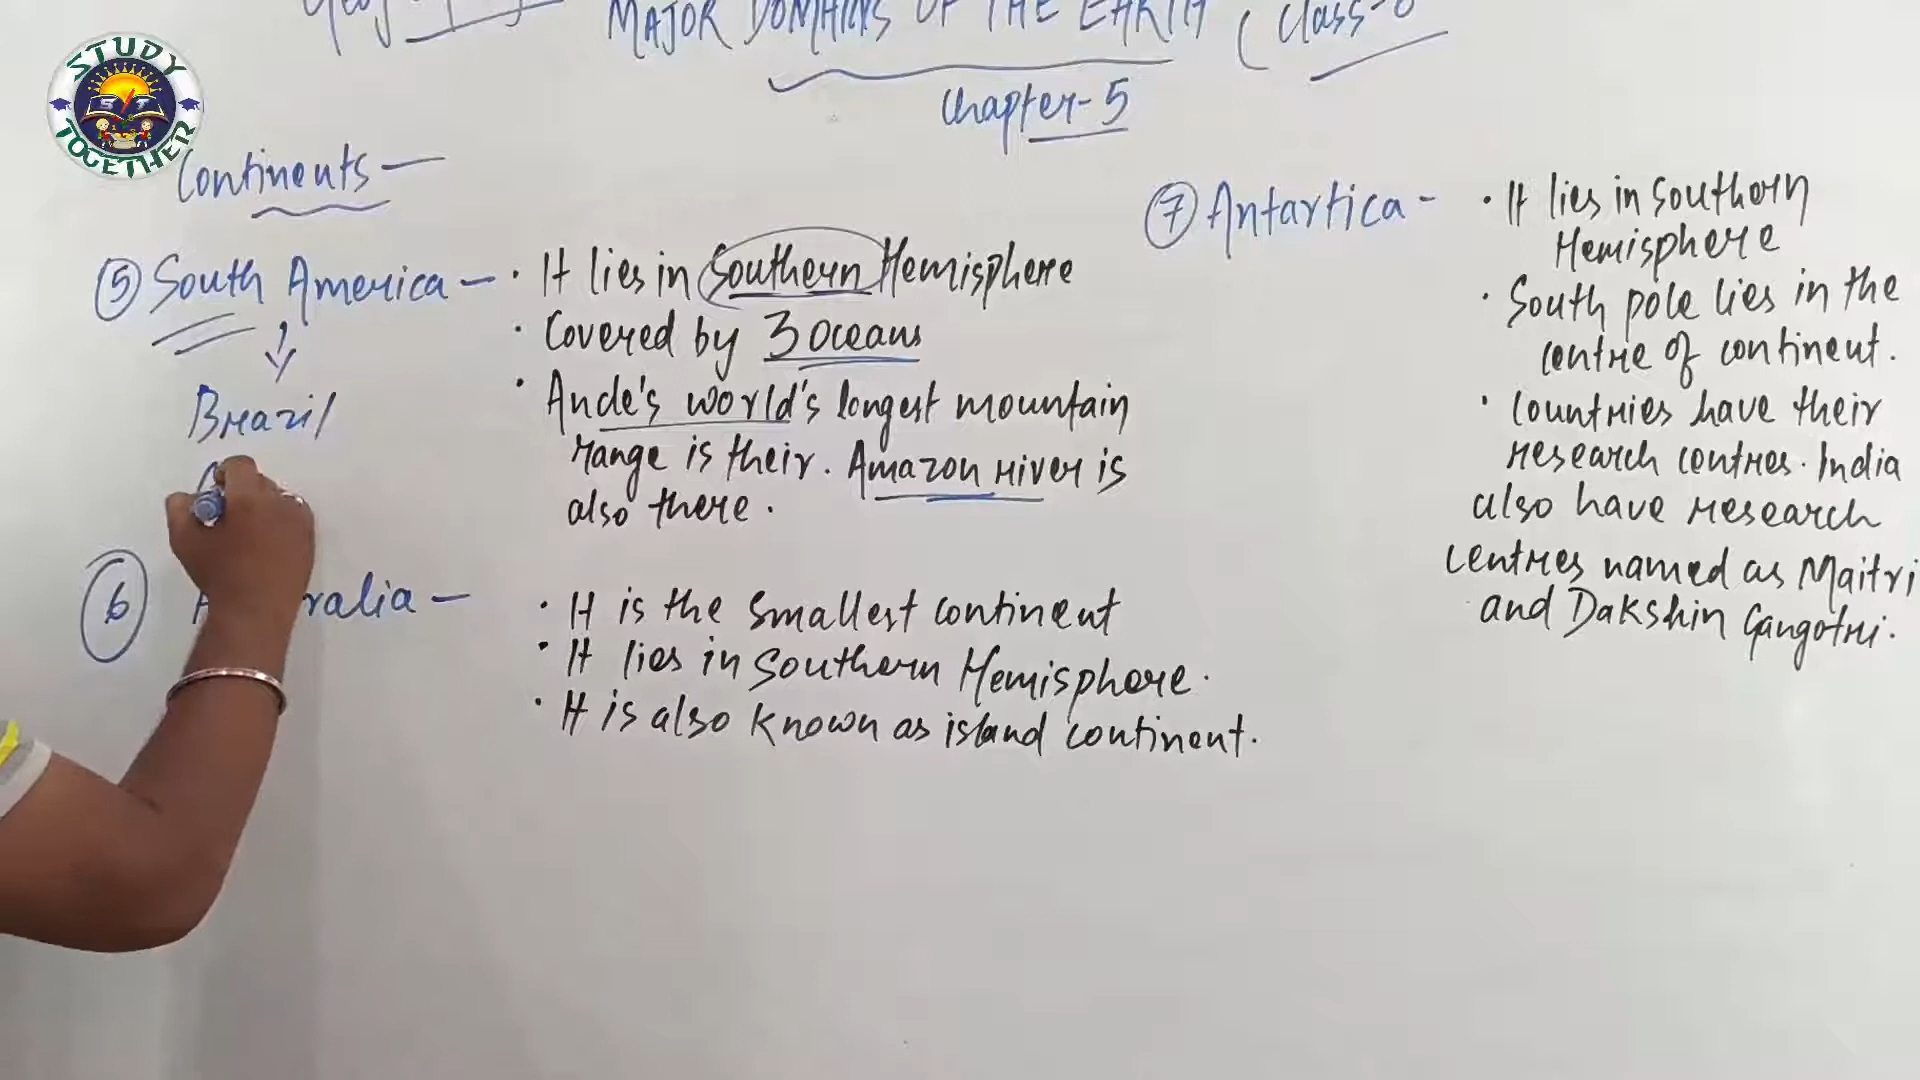 MAJOR DOMAINS OF THE EARTH (Class-6
Chapter-5
STUDY
ST
TOGETHER
Continents -
5 South America - · It lies in Southern Hemisphere
· Covered by 3 Oceans
· Ande's world's longest mountain
range is their. Amazon river is
also there.
Brazil
6 ralia -
· It is the smallest continent
· It lies in Southern Hemisphere.
· It is also known as island continent.
7 Antartica - · It lies in Southern
Hemisphere
· South pole lies in the
centre of continent.
· Countries have their
research centres. India
also have research
centres named as Maitri
and Dakshin Gangotri.